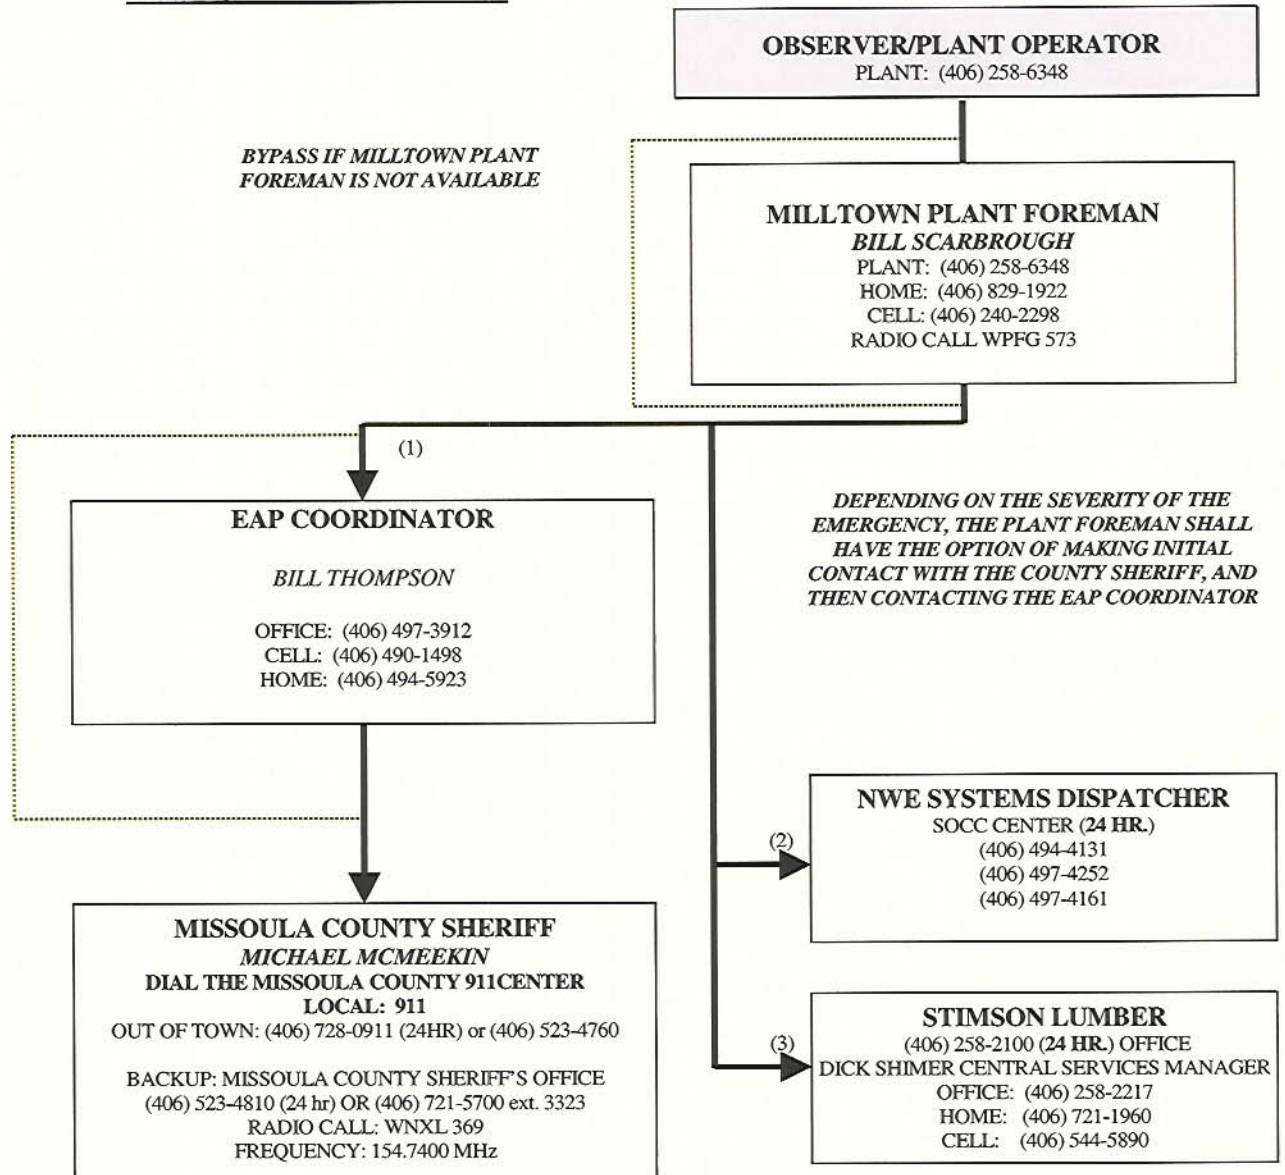 OBSERVER/PLANT OPERATOR
PLANT: (406) 258-6348
BYPASS IF MILLTOWN PLANT
FOREMAN IS NOT AVAILABLE
MILLTOWN PLANT FOREMAN
BILL SCARBROUGH
PLANT: (406) 258-6348
HOME: (406) 829-1922
CELL: (406) 240-2298
RADIO CALL WPFG 573
(1)
EAP COORDINATOR
BILL THOMPSON
OFFICE: (406) 497-3912
CELL: (406) 490-1498
HOME: (406) 494-5923
DEPENDING ON THE SEVERITY OF THE
EMERGENCY, THE PLANT FOREMAN SHALL
HAVE THE OPTION OF MAKING INITIAL
CONTACT WITH THE COUNTY SHERIFF, AND
THEN CONTACTING THE EAP COORDINATOR
(2)
NWE SYSTEMS DISPATCHER
SOCC CENTER (24 HR.)
(406) 494-4131
(406) 497-4252
(406) 497-4161
MISSOULA COUNTY SHERIFF
MICHAEL MCMEEKIN
DIAL THE MISSOULA COUNTY 911CENTER
LOCAL: 911
OUT OF TOWN: (406) 728-0911 (24HR) or (406) 523-4760
BACKUP: MISSOULA COUNTY SHERIFF'S OFFICE
(406) 523-4810 (24 hr) OR (406) 721-5700 ext. 3323
RADIO CALL: WNXL 369
FREQUENCY: 154.7400 MHz
(3)
STIMSON LUMBER
(406) 258-2100 (24 HR.) OFFICE
DICK SHIMER CENTRAL SERVICES MANAGER
OFFICE: (406) 258-2217
HOME: (406) 721-1960
CELL: (406) 544-5890